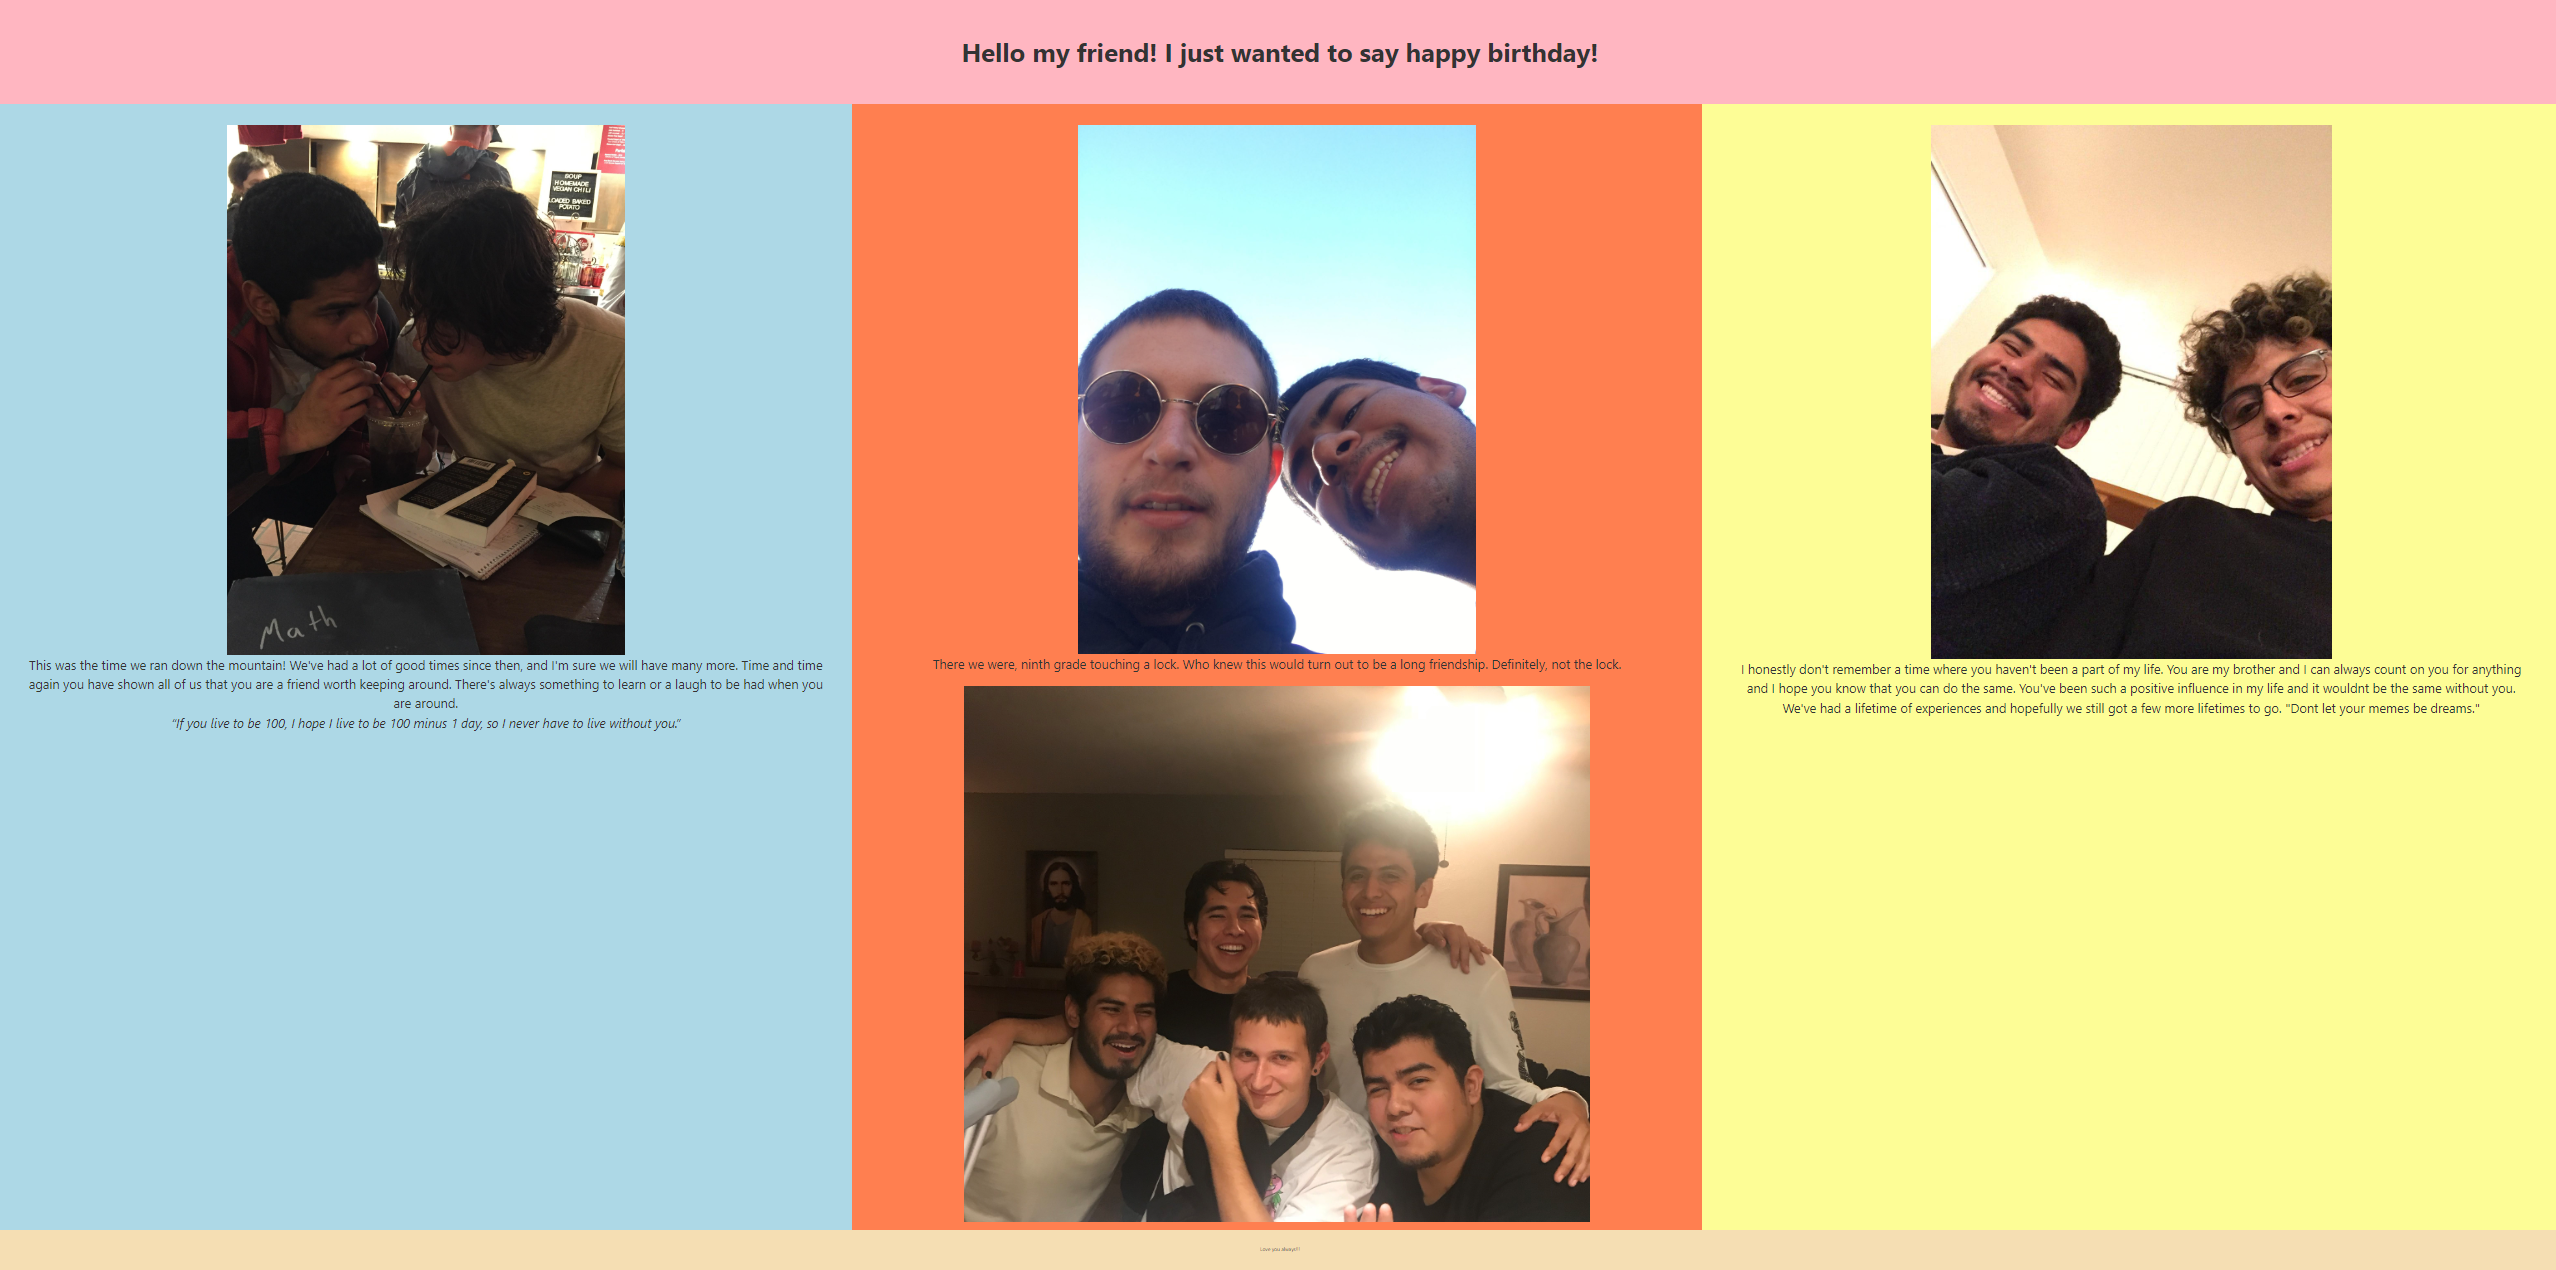 Hello my friend! I just wanted to say happy birthday!
SOUP
HOMEMADE
VEGAN CHILI
LOADED BAKED
POTATO
Math
This was the time we ran down the mountain! We've had a lot of good times since then, and I'm sure we will have many more. Time and time
again you have shown all of us that you are a friend worth keeping around. There's always something to learn or a laugh to be had when you
are around.
"If you live to be 100, I hope I live to be 100 minus 1 day, so I never have to live without you."
There we were, ninth grade touching a lock. Who knew this would turn out to be a long friendship. Definitely, not the lock.
I honestly don't remember a time where you haven't been a part of my life. You are my brother and I can always count on you for anything
and I hope you know that you can do the same. You've been such a positive influence in my life and it wouldnt be the same without you.
We've had a lifetime of experiences and hopefully we still got a few more lifetimes to go. "Dont let your memes be dreams."
Love you always!!!